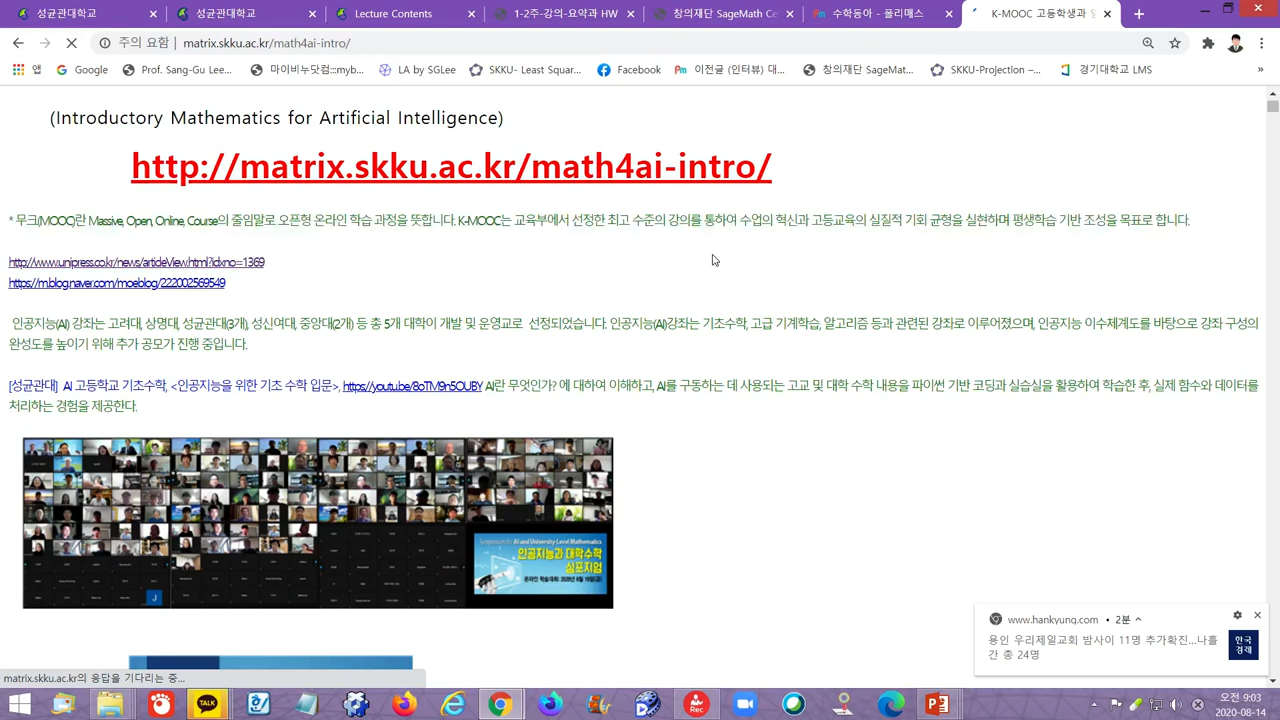 성균관대학교
성균관대학교
Content
성균관대학교
1-2주-강의-요약과 HW
창의재단 SageMat
수학동아 - 폴리매스
K-MOOC 고등학생과
주의 요함
matrix.skku.ac.kr/math4ai-intro/
앱
Google
Prof. Sang-Gu Lee...
마이비누닷컴:::myb...
LA by SGLee
SKKU- Least Squar...
Facebook
이전글 (인터뷰) 대...
창의재단 SageMat...
SKKU-Projection –...
경기대학교 LMS
»
(Introductory Mathematics for Artificial Intelligence)
http://matrix.skku.ac.kr/math4ai-intro/
* 무크(MOOC)란 Massive, Open, Online, Course의 줄임말로 오픈형 온라인 학습 과정을 뜻합니다. K-MOOC는 교육부에서 선정한 최고 수준의 강의를 통하여 수업의 혁신과 고등교육의 실질적 기회 균형을 실현하며 평생학습 기반 조성을 목표로 합니다.
http://www.unipress.co.kr/news/articleView.html?idxno=1369
https://m.blog.naver.com/moeblog/222002569549
인공지능(AI) 강좌는 고려대, 상명대, 성균관대(3개), 성신여대, 중앙대(2개) 등 총 5개 대학이 개발 및 운영교로 선정되었습니다. 인공지능(AI)강좌는 기초수학, 고급 기계학습, 알고리즘 등과 관련된 강좌로 이루어졌으며, 인공지능 이수체계도를 바탕으로 강좌 구성의
완성도를 높이기 위해 추가 공모가 진행 중입니다.
[성균관대] AI 고등학교 기초수학, <인공지능을 위한 기초 수학 입문>, https://youtu.be/8oTM9n5OUBY AI란 무엇인가? 에 대하여 이해하고, AI를 구동하는 데 사용되는 고교 및 대학 수학 내용을 파이썬 기반 코딩과 실습실을 활용하여 학습한 후, 실제 함수와 데이터를
처리하는 경험을 제공한다.
Symposium for AI and University-Level Mathematics
인공지능과 대학수학
심포지엄
J
www.hankyung.com • 2분
용인 우리제일교회 밤사이 11명 추가확진...나흘
간 총 24명
한국
경제
matrix.skku.ac.kr의 응답을 기다리는 중...
TALK
Rec
오전 9:03
2020-08-14